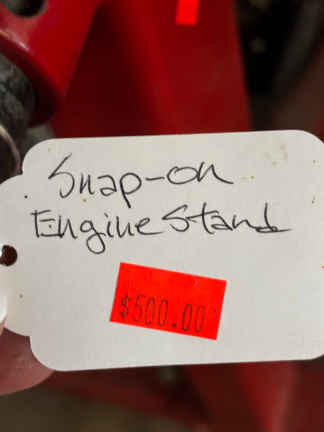 Snap-on
Engine Stand
$500.00